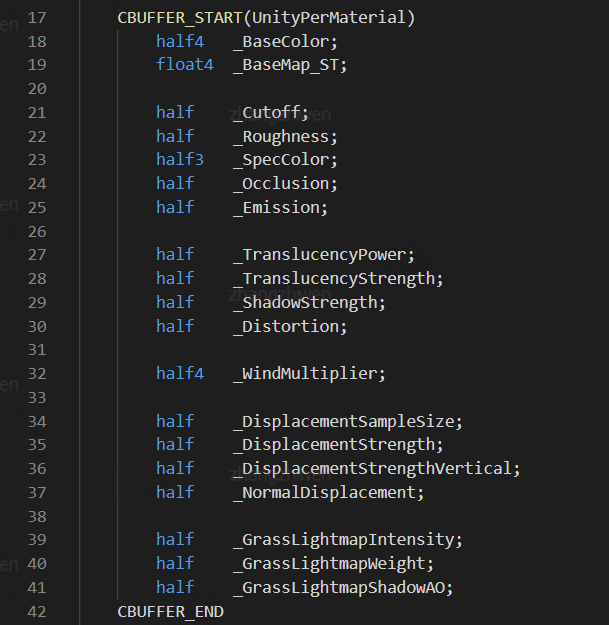 17 CBUFFER_START(UnityPerMaterial)
18 half4 _BaseColor;
19 float4 _BaseMap_ST;
20
21 half _Cutoff;
22 half _Roughness;
23 half3 _SpecColor;
24 half _Occlusion;
25 half _Emission;
26
27 half _TranslucencyPower;
28 half _TranslucencyStrength;
29 half _ShadowStrength;
30 half _Distortion;
31
32 half4 _WindMultiplier;
33
34 half _DisplacementSampleSize;
35 half _DisplacementStrength;
36 half _DisplacementStrengthVertical;
37 half _NormalDisplacement;
38
39 half _GrassLightmapIntensity;
40 half _GrassLightmapWeight;
41 half _GrassLightmapShadowAO;
42 CBUFFER_END